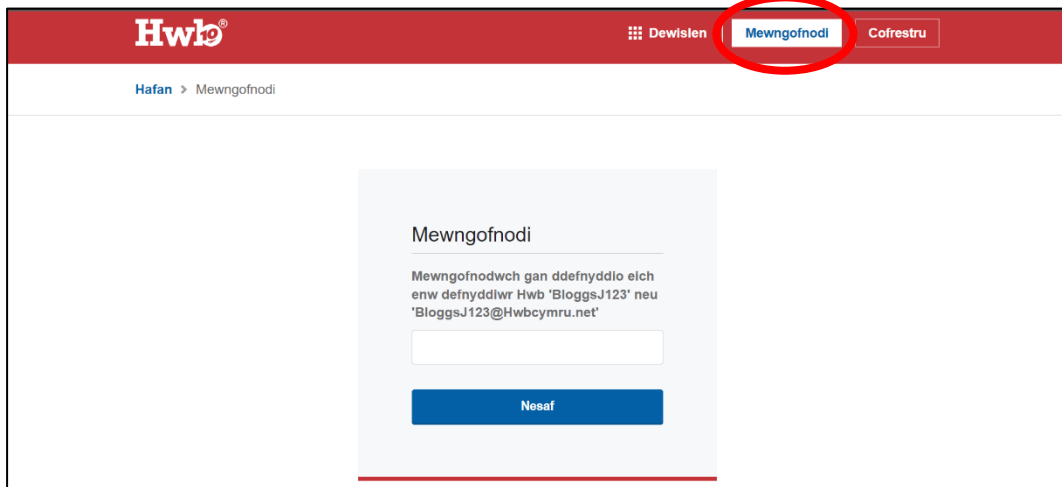 Hwb®
Dewislen
Mewngofnodi
Cofrestru
Hafan > Mewngofnodi
Mewngofnodi
Mewngofnodwch gan ddefnyddio eich
enw defnyddiwr Hwb 'BloggsJ123' neu
'BloggsJ123@Hwbcymru.net'
Nesaf